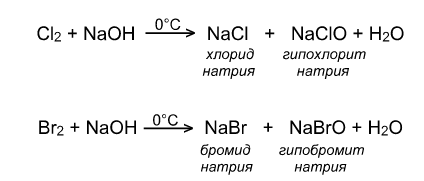 0°C
Cl₂ + NaOH → NaCl + NaClO + H₂O
хлорид гипохлорит
натрия натрия
0°C
Br₂ + NaOH → NaBr + NaBrO + H₂O
бромид гипобромит
натрия натрия